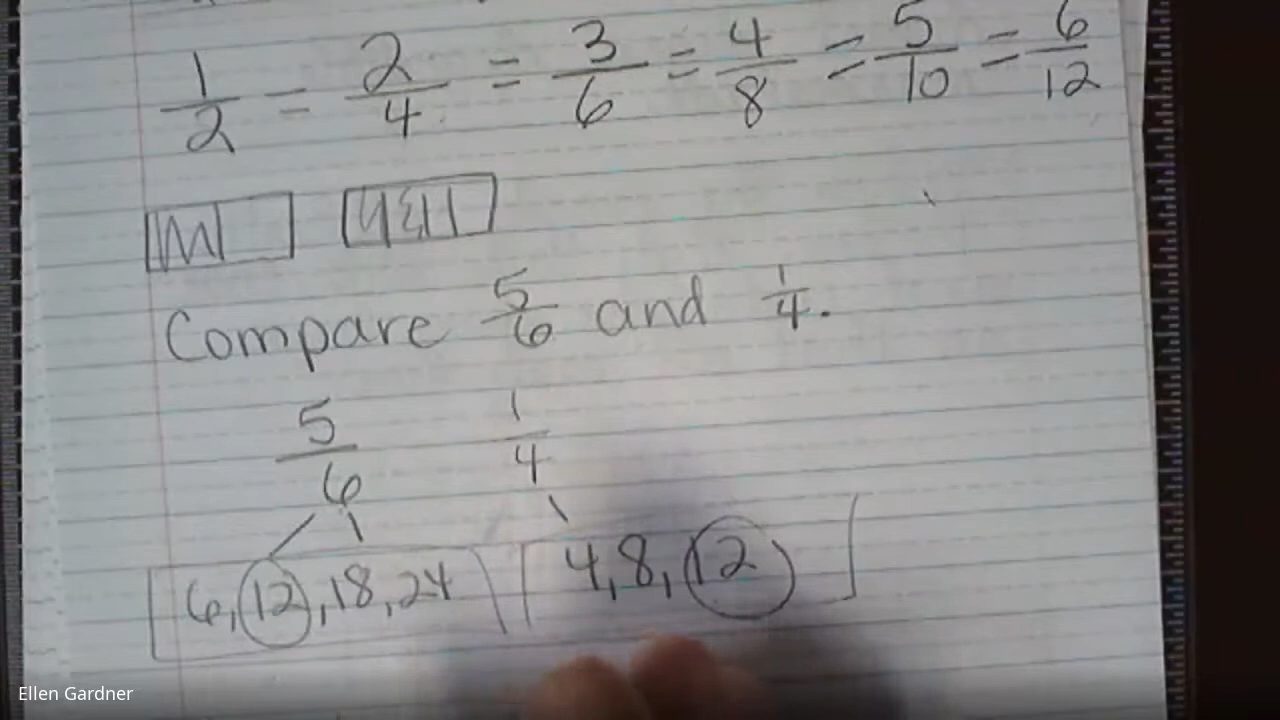 1/2 = 2/4 = 3/6 = 4/8 = 5/10 = 6/12
Compare 5/6 and 1/4.
5/6 1/4
6, 12, 18, 24 4, 8, 12
Ellen Gardner